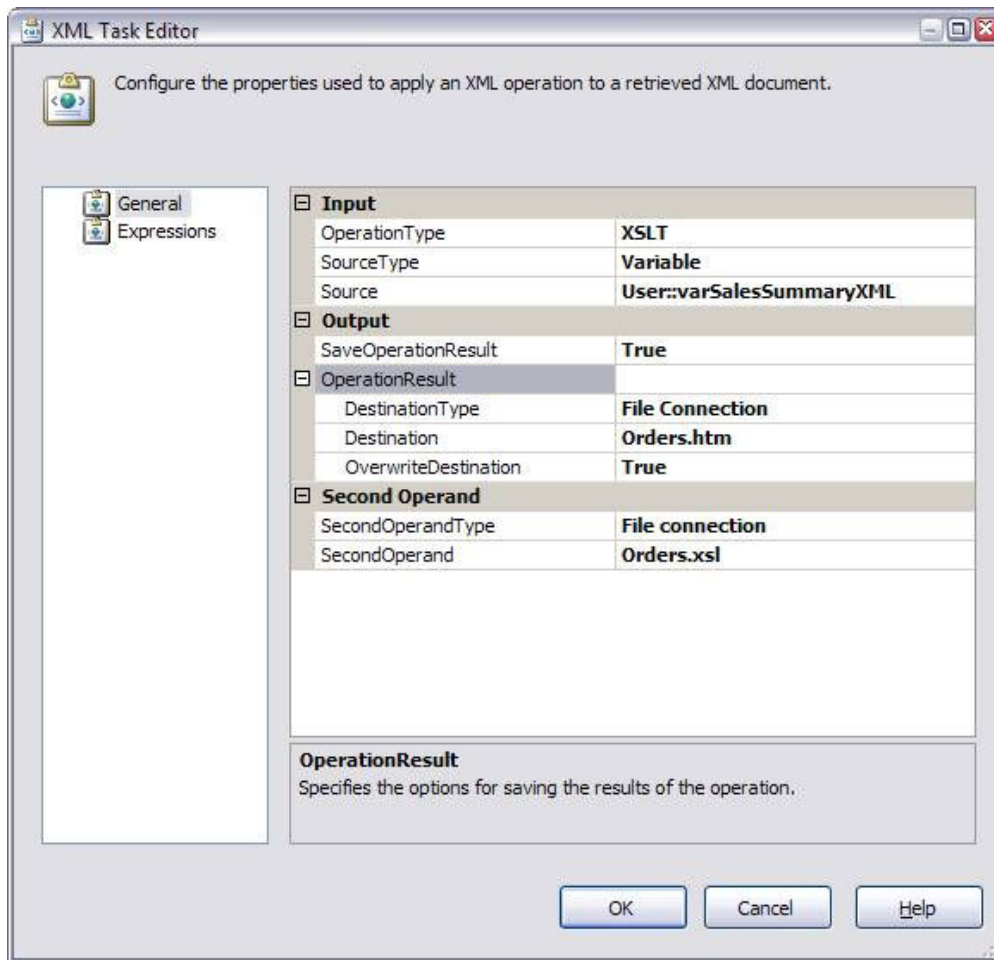 XML Task Editor
Configure the properties used to apply an XML operation to a retrieved XML document.
General
Expressions
Input
OperationType XSLT
SourceType Variable
Source User::varSalesSummaryXML
Output
SaveOperationResult True
OperationResult
DestinationType File Connection
Destination Orders.htm
OverwriteDestination True
Second Operand
SecondOperandType File connection
SecondOperand Orders.xsl
OperationResult
Specifies the options for saving the results of the operation.
OK Cancel Help